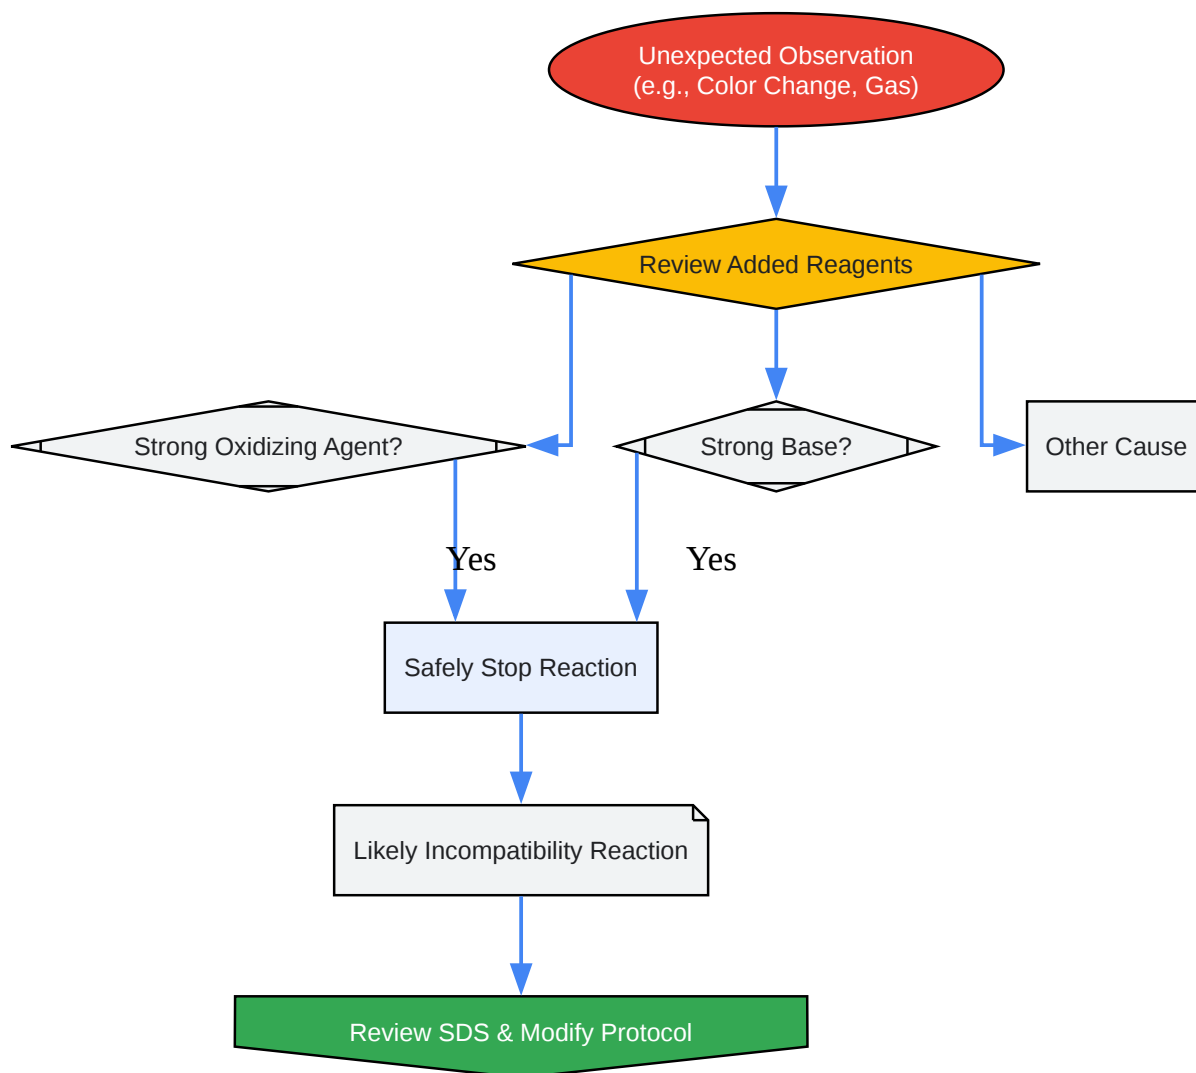 Unexpected Observation
(e.g., Color Change, Gas)
Review Added Reagents
Strong Oxidizing Agent?
Strong Base?
Other Cause
Yes
Yes
Safely Stop Reaction
Likely Incompatibility Reaction
Review SDS & Modify Protocol